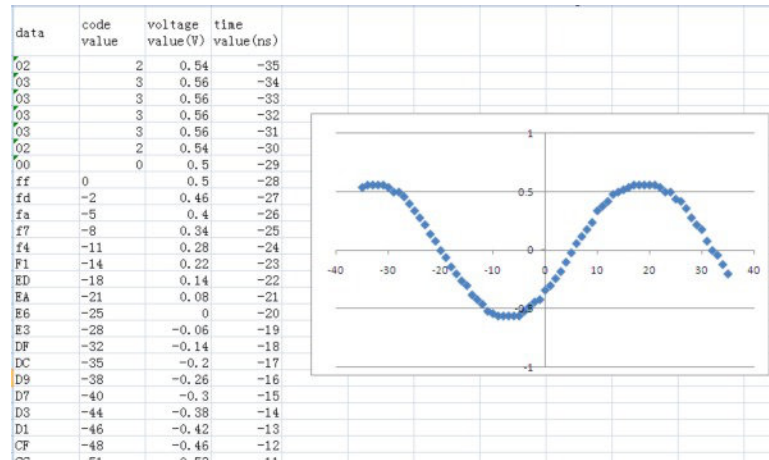 data code value voltage value(V) time value(ns)
02 2 0.54 -35
03 3 0.56 -34
03 3 0.56 -33
03 3 0.56 -32
03 3 0.56 -31
02 2 0.54 -30
00 0 0.5 -29
ff 0 0.5 -28
fd -2 0.46 -27
fa -5 0.4 -26
f7 -8 0.34 -25
f4 -11 0.28 -24
F1 -14 0.22 -23
ED -18 0.14 -22
EA -21 0.08 -21
E6 -25 0 -20
E3 -28 -0.06 -19
DF -32 -0.14 -18
DC -35 -0.2 -17
D9 -38 -0.26 -16
D7 -40 -0.3 -15
D3 -44 -0.38 -14
D1 -46 -0.42 -13
CF -48 -0.46 -12
1
0.5
0
-40 -30 -20 -10 0 10 20 30 40
-0.5
-1